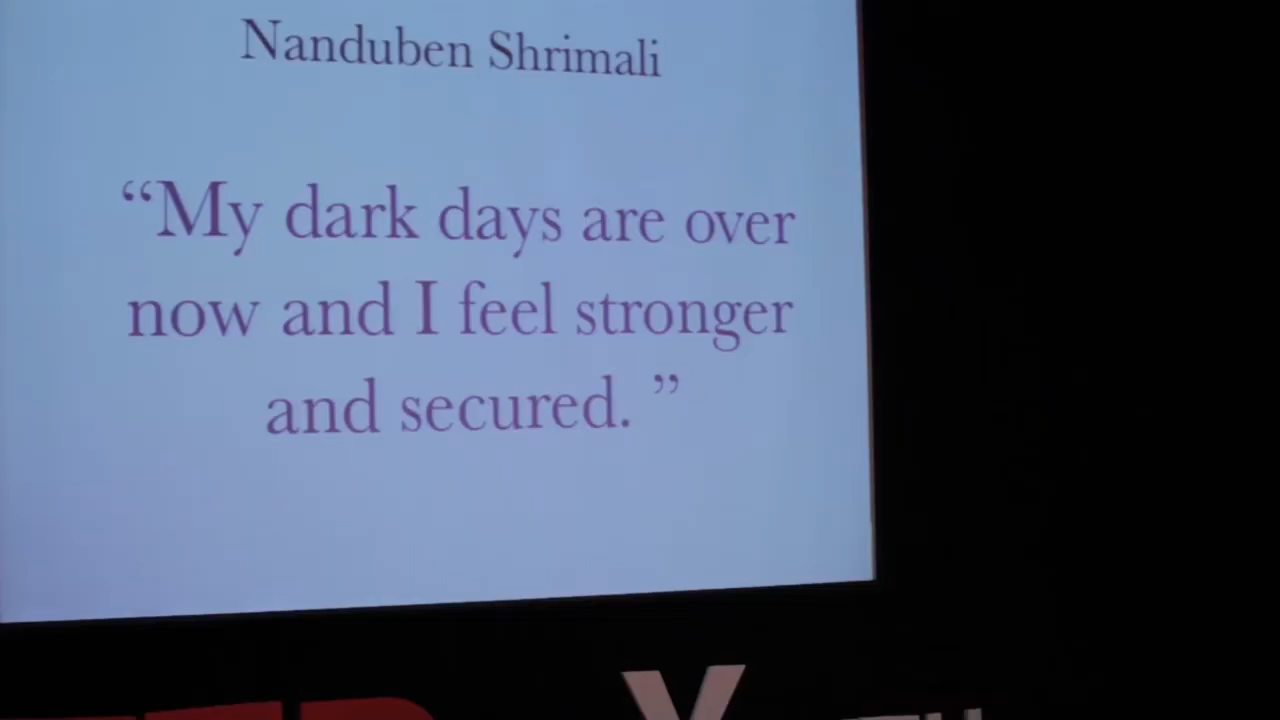 Nanduben Shrimali
“My dark days are over
now and I feel stronger
and secured. ”